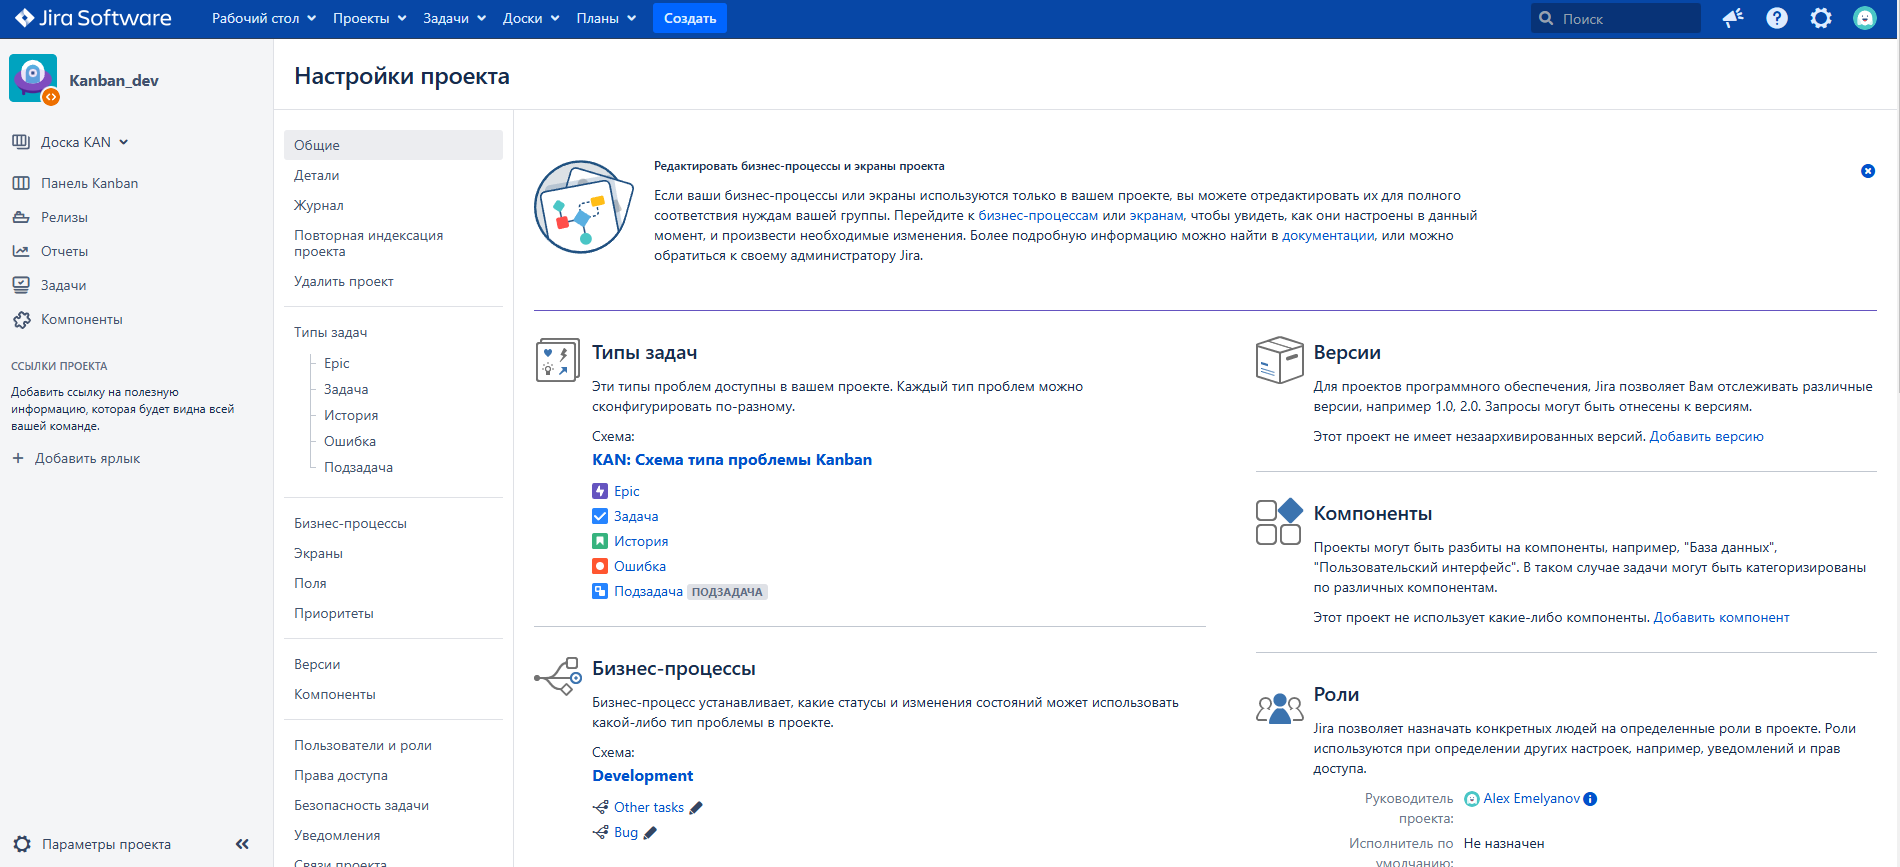 Jira Software
Рабочий стол
Проекты
Задачи
Доски
Планы
Создать
Поиск
Kanban_dev
Доска KAN
Панель Kanban
Релизы
Отчеты
Задачи
Компоненты
ССЫЛКИ ПРОЕКТА
Добавить ссылку на полезную
информацию, которая будет видна всей
вашей команде.
Добавить ярлык
Параметры проекта
Настройки проекта
Общие
Детали
Журнал
Повторная индексация
проекта
Удалить проект
Типы задач
Epic
Задача
История
Ошибка
Подзадача
Бизнес-процессы
Экраны
Поля
Приоритеты
Версии
Компоненты
Пользователи и роли
Права доступа
Безопасность задачи
Уведомления
Связи проекта
Редактировать бизнес-процессы и экраны проекта
Если ваши бизнес-процессы или экраны используются только в вашем проекте, вы можете отредактировать их для полного
соответствия нуждам вашей группы. Перейдите к бизнес-процессам или экранам, чтобы увидеть, как они настроены в данный
момент, и произвести необходимые изменения. Более подробную информацию можно найти в документации, или можно
обратиться к своему администратору Jira.
Типы задач
Эти типы проблем доступны в вашем проекте. Каждый тип проблем можно
сконфигурировать по-разному.
Схема:
KAN: Схема типа проблемы Kanban
Epic
Задача
История
Ошибка
Подзадача ПОДЗАДАЧА
Бизнес-процессы
Бизнес-процесс устанавливает, какие статусы и изменения состояний может использовать
какой-либо тип проблемы в проекте.
Схема:
Development
Other tasks
Bug
Версии
Для проектов программного обеспечения, Jira позволяет Вам отслеживать различные
версии, например 1.0, 2.0. Запросы могут быть отнесены к версиям.
Этот проект не имеет незаархивированных версий. Добавить версию
Компоненты
Проекты могут быть разбиты на компоненты, например, "База данных",
"Пользовательский интерфейс". В таком случае задачи могут быть категоризированы
по различных компонентам.
Этот проект не использует какие-либо компоненты. Добавить компонент
Роли
Jira позволяет назначать конкретных людей на определенные роли в проекте. Роли
используются при определении других настроек, например, уведомлений и прав
доступа.
Руководитель
проекта:
Alex Emelyanov
Исполнитель по
умолчанию:
Не назначен